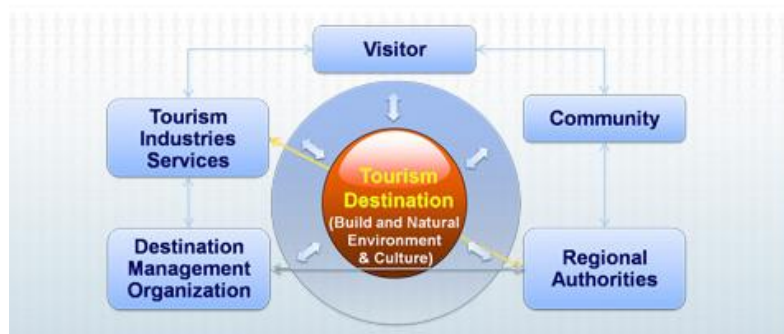 Visitor
Tourism
Industries
Services
Community
Tourism
Destination
(Build and Natural
Environment
& Culture)
Destination
Management
Organization
Regional
Authorities